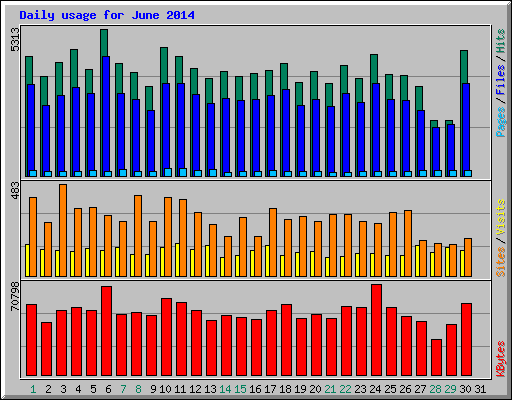 Daily usage for June 2014
5313
Pages / Files / Hits
483
Sites / Visits
70798
KBytes
1 2 3 4 5 6 7 8 9 10 11 12 13 14 15 16 17 18 19 20 21 22 23 24 25 26 27 28 29 30 31